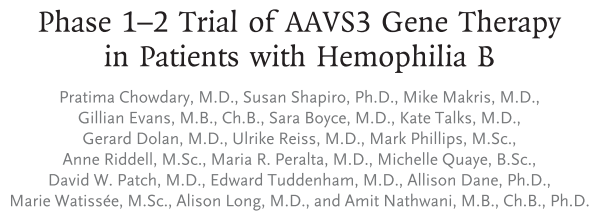 Phase 1–2 Trial of AAVS3 Gene Therapy
in Patients with Hemophilia B
Pratima Chowdary, M.D., Susan Shapiro, Ph.D., Mike Makris, M.D.,
Gillian Evans, M.B., Ch.B., Sara Boyce, M.D., Kate Talks, M.D.,
Gerard Dolan, M.D., Ulrike Reiss, M.D., Mark Phillips, M.Sc.,
Anne Riddell, M.Sc., Maria R. Peralta, M.D., Michelle Quaye, B.Sc.,
David W. Patch, M.D., Edward Tuddenham, M.D., Allison Dane, Ph.D.,
Marie Watissée, M.Sc., Alison Long, M.D., and Amit Nathwani, M.B., Ch.B., Ph.D.